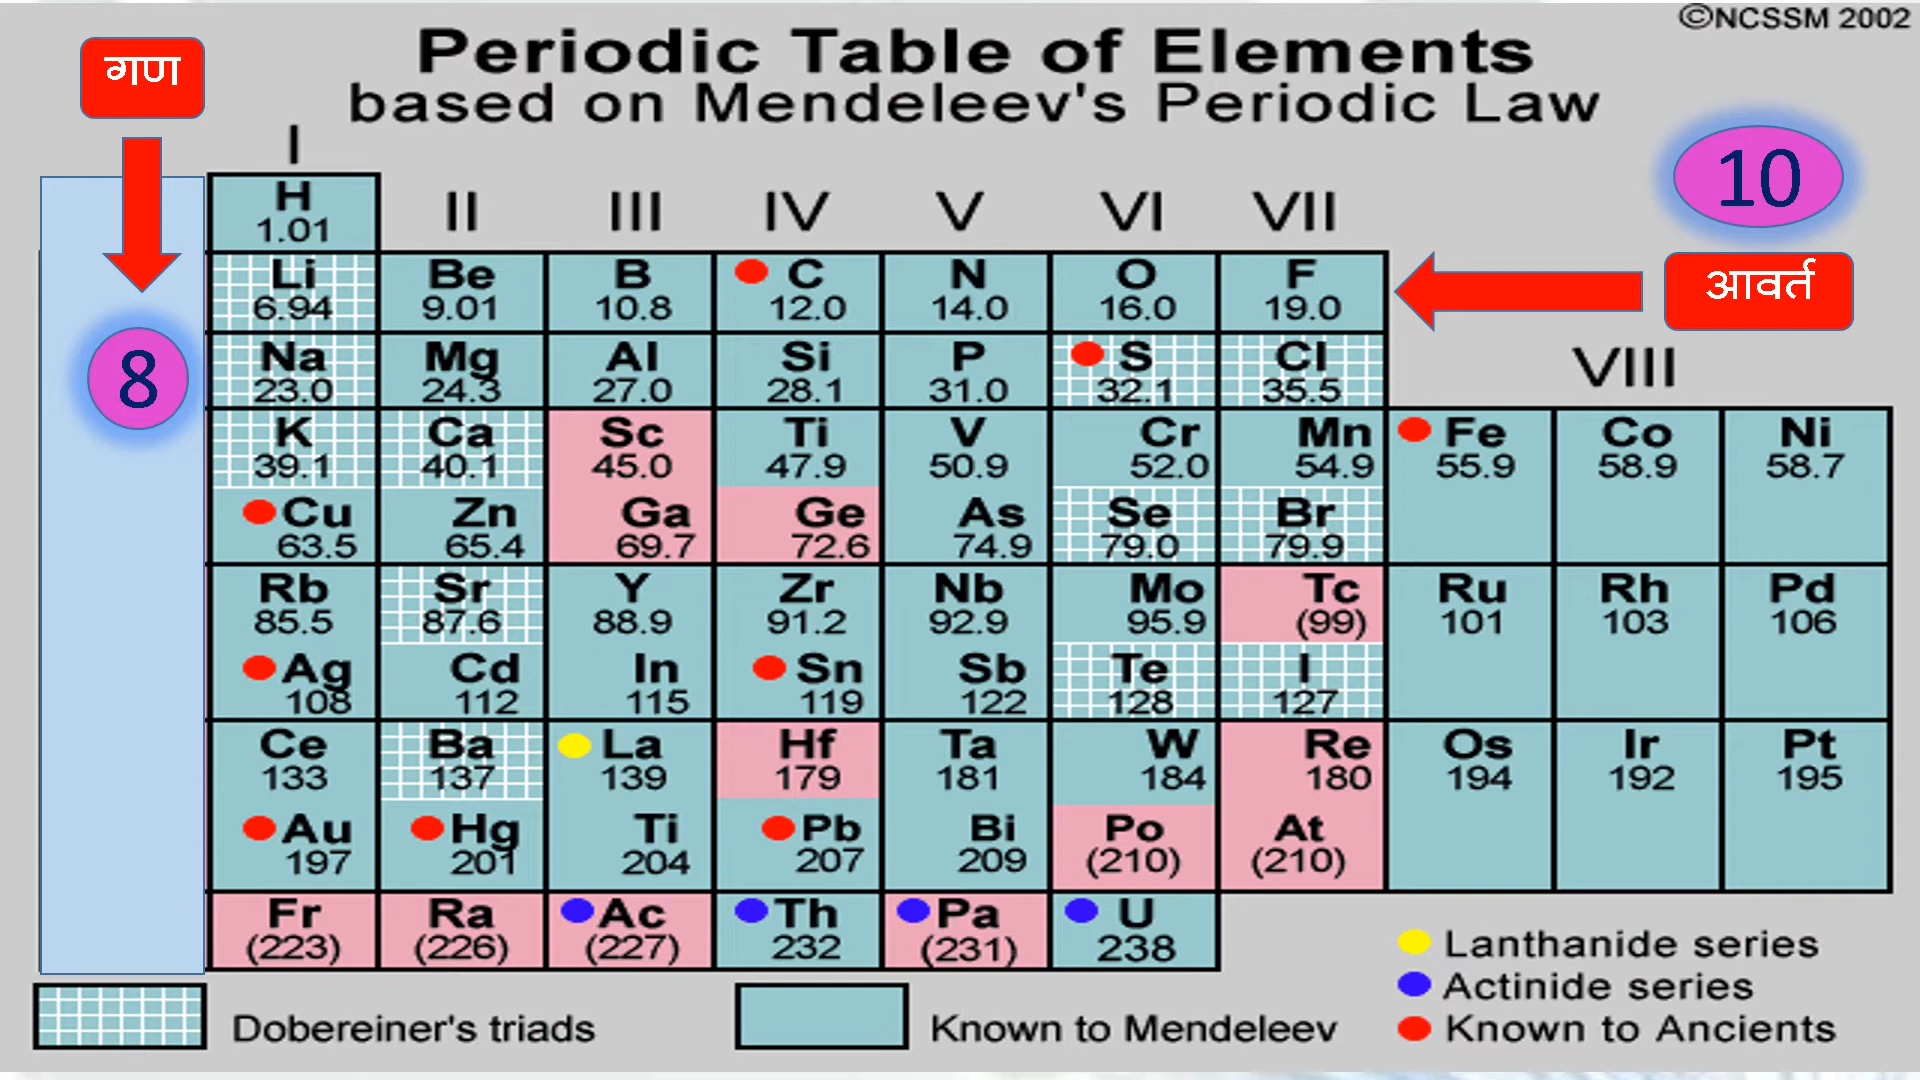 ©NCSSM 2002
Periodic Table of Elements
based on Mendeleev's Periodic Law
गण
10
आवर्त
8
I
II III IV V VI VII
VIII
H
1.01
Li Be B C N O F
6.94 9.01 10.8 12.0 14.0 16.0 19.0
Na Mg Al Si P S Cl
23.0 24.3 27.0 28.1 31.0 32.1 35.5
K Ca Sc Ti V Cr Mn Fe Co Ni
39.1 40.1 45.0 47.9 50.9 52.0 54.9 55.9 58.9 58.7
Cu Zn Ga Ge As Se Br
63.5 65.4 69.7 72.6 74.9 79.0 79.9
Rb Sr Y Zr Nb Mo Tc Ru Rh Pd
85.5 87.6 88.9 91.2 92.9 95.9 (99) 101 103 106
Ag Cd In Sn Sb Te I
108 112 115 119 122 128 127
Ce Ba La Hf Ta W Re Os Ir Pt
133 137 139 179 181 184 180 194 192 195
Au Hg Ti Pb Bi Po At
197 201 204 207 209 (210) (210)
Fr Ra Ac Th Pa U
(223) (226) (227) 232 (231) 238
Lanthanide series
Actinide series
Known to Ancients
Dobereiner's triads
Known to Mendeleev